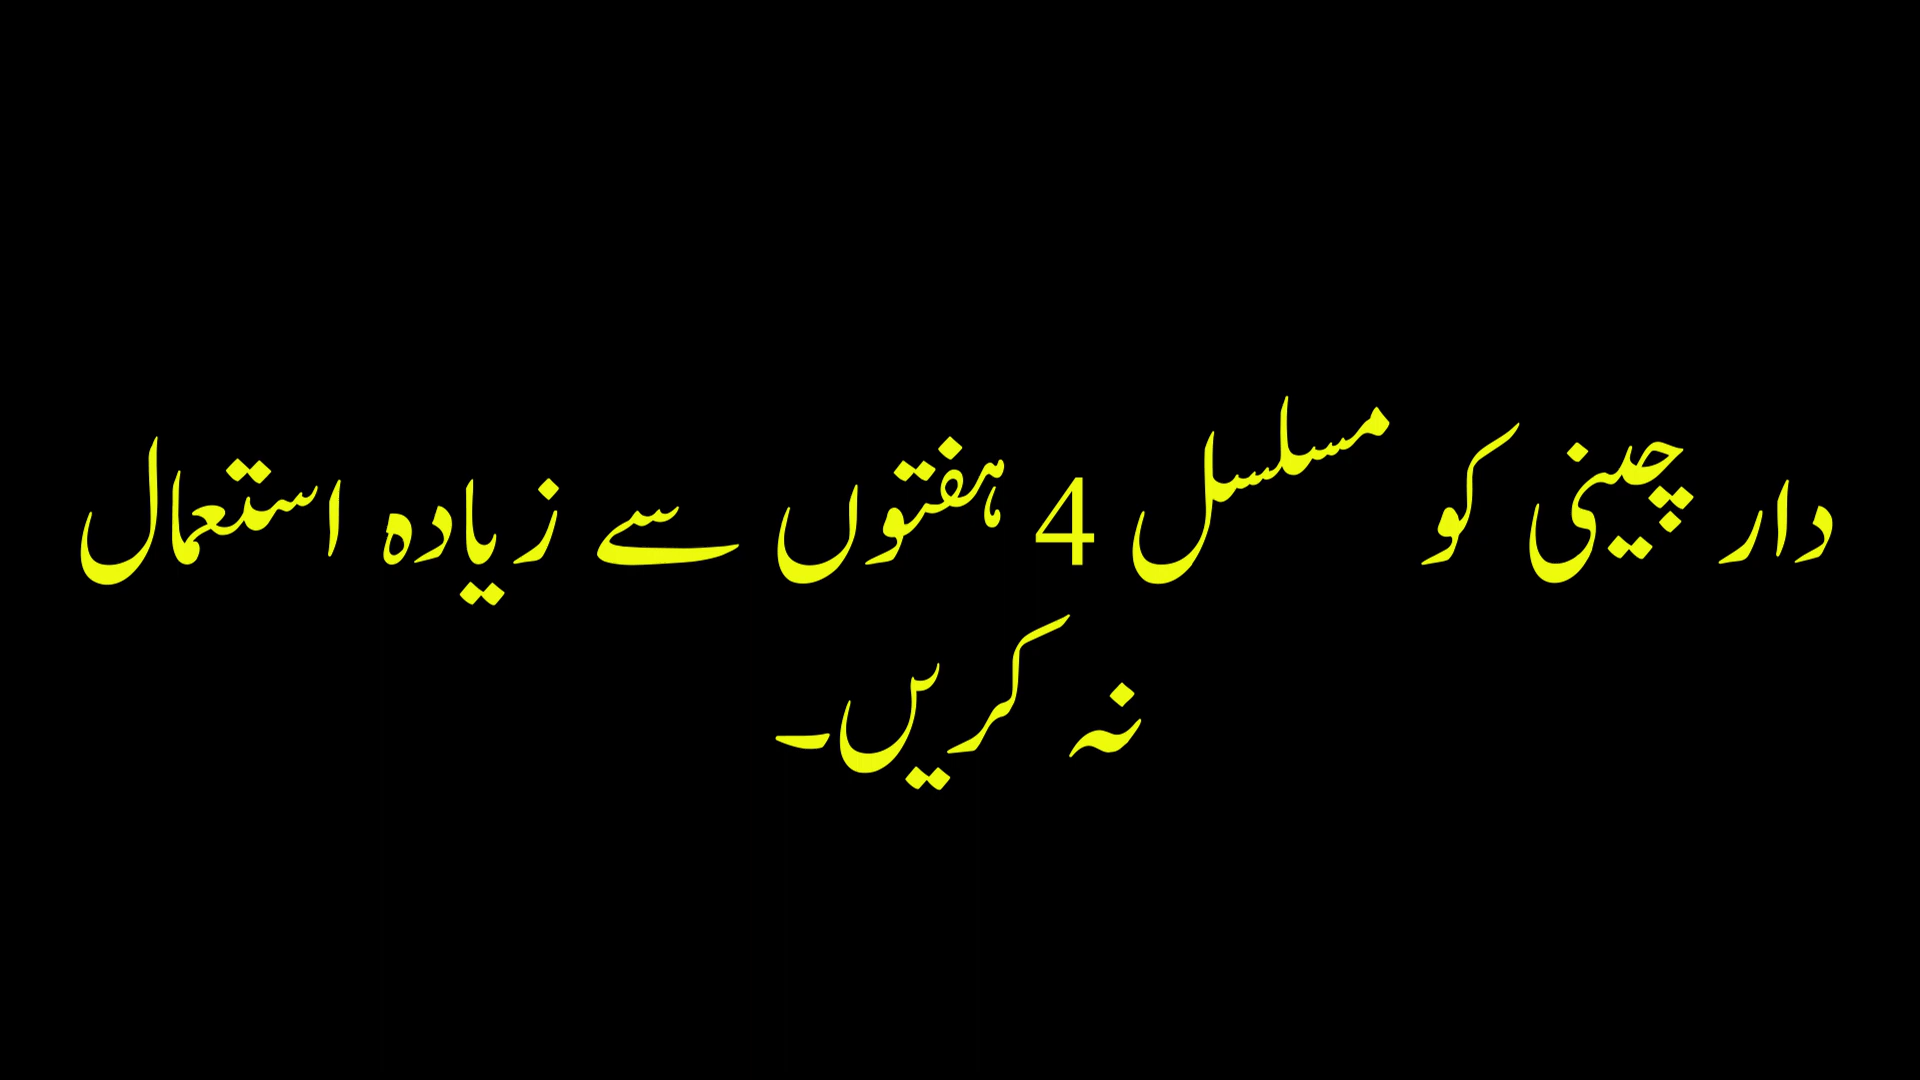 دار چینی کو مسلسل 4 ہفتوں سے زیادہ استعمال
نہ کریں۔